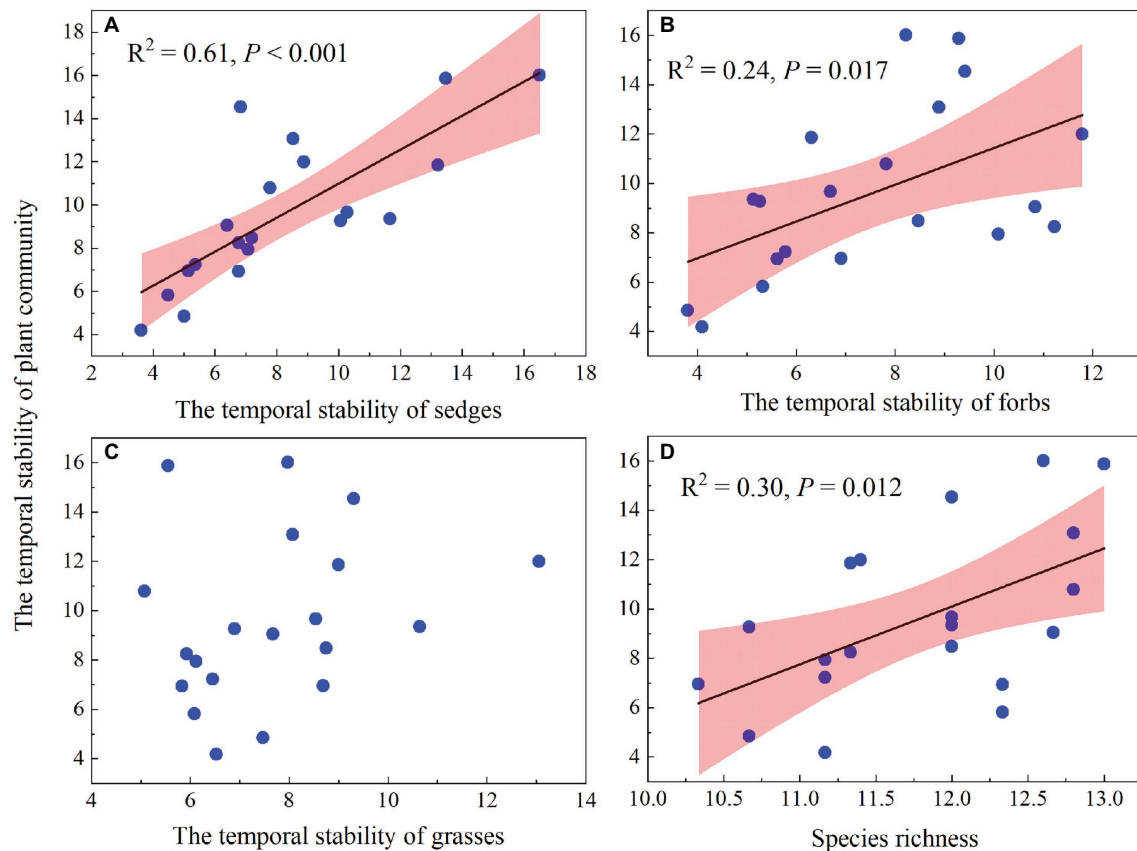 The temporal stability of plant community
A
R² = 0.61, P < 0.001
18
16
14
12
10
8
6
4
2 4 6 8 10 12 14 16 18
The temporal stability of sedges
B
R² = 0.24, P = 0.017
16
14
12
10
8
6
4
4 6 8 10 12
The temporal stability of forbs
C
16
14
12
10
8
6
4
4 6 8 10 12 14
The temporal stability of grasses
D
R² = 0.30, P = 0.012
16
14
12
10
8
6
4
10.0 10.5 11.0 11.5 12.0 12.5 13.0
Species richness